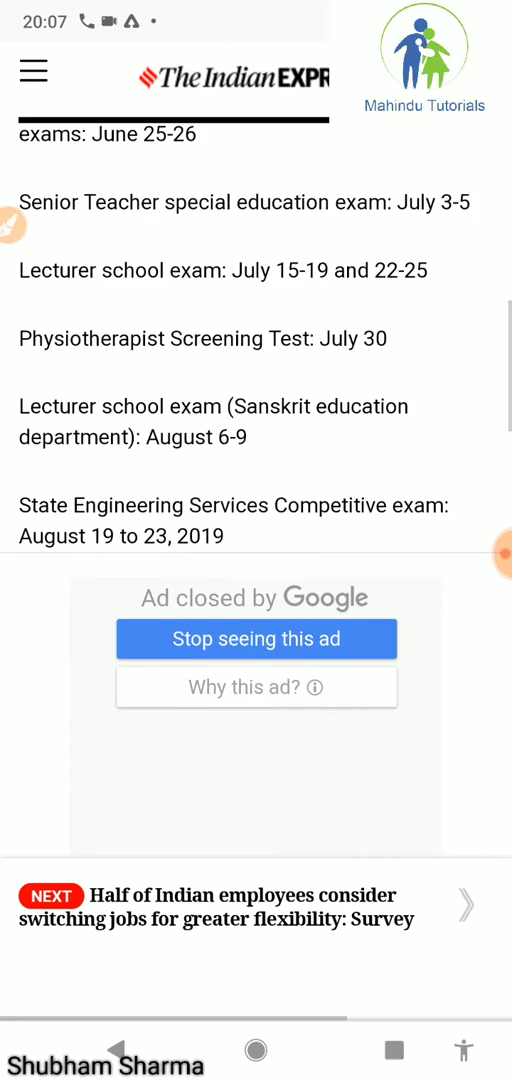 20:07
The Indian EXPR
Mahindu Tutorials
exams: June 25-26
Senior Teacher special education exam: July 3-5
Lecturer school exam: July 15-19 and 22-25
Physiotherapist Screening Test: July 30
Lecturer school exam (Sanskrit education
department): August 6-9
State Engineering Services Competitive exam:
August 19 to 23, 2019
Ad closed by Google
Stop seeing this ad
Why this ad?
NEXT Half of Indian employees consider
switching jobs for greater flexibility: Survey
Shubham Sharma